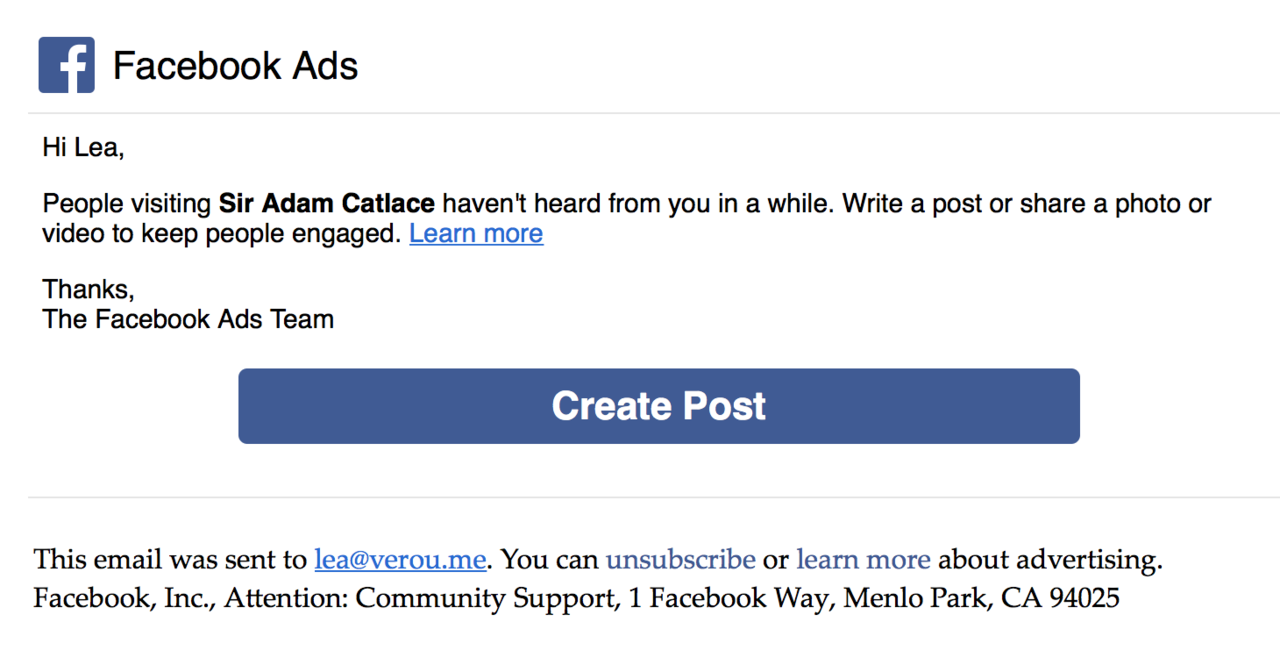 Facebook Ads
Hi Lea,
People visiting Sir Adam Catlace haven't heard from you in a while. Write a post or share a photo or
video to keep people engaged. Learn more
Thanks,
The Facebook Ads Team
Create Post
This email was sent to lea@verou.me. You can unsubscribe or learn more about advertising.
Facebook, Inc., Attention: Community Support, 1 Facebook Way, Menlo Park, CA 94025